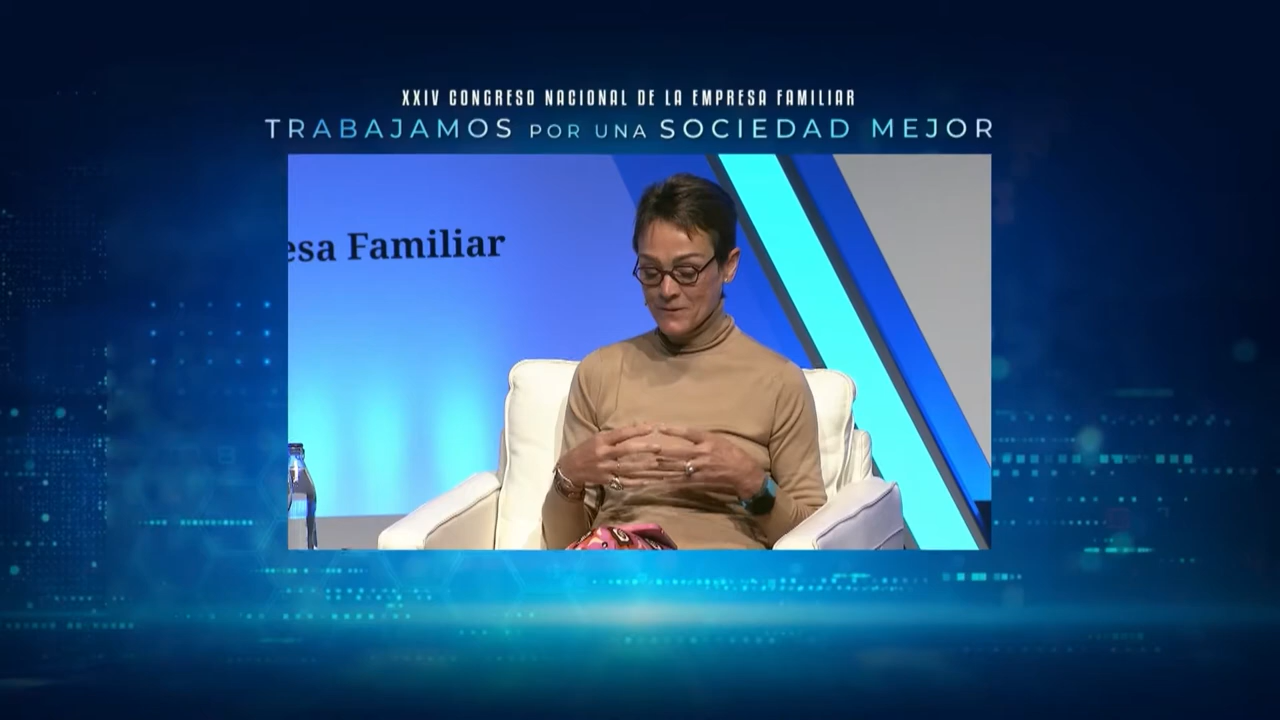 XXIV CONGRESO NACIONAL DE LA EMPRESA FAMILIAR
TRABAJAMOS POR UNA SOCIEDAD MEJOR
esa Familiar